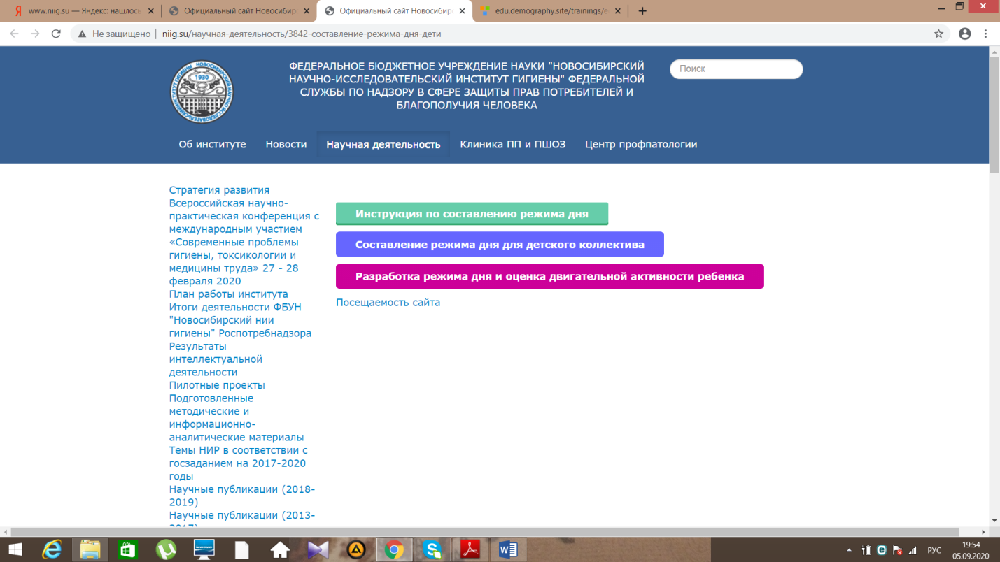 www.niig.su — Яндекс: нашлось
Официальный сайт Новосибирс
Официальный сайт Новосибирс
edu.demography.site/trainings/e
Не защищено
niig.su/научная-деятельность/3842-составление-режима-дня-дети
1930
ФЕДЕРАЛЬНОЕ БЮДЖЕТНОЕ УЧРЕЖДЕНИЕ НАУКИ "НОВОСИБИРСКИЙ
НАУЧНО-ИССЛЕДОВАТЕЛЬСКИЙ ИНСТИТУТ ГИГИЕНЫ" ФЕДЕРАЛЬНОЙ
СЛУЖБЫ ПО НАДЗОРУ В СФЕРЕ ЗАЩИТЫ ПРАВ ПОТРЕБИТЕЛЕЙ И
БЛАГОПОЛУЧИЯ ЧЕЛОВЕКА
Поиск
Об институте Новости Научная деятельность Клиника ПП и ПШОЗ Центр профпатологии
Стратегия развития
Всероссийская научно-
практическая конференция с
международным участием
«Современные проблемы
гигиены, токсикологии и
медицины труда» 27 - 28
февраля 2020
План работы института
Итоги деятельности ФБУН
"Новосибирский нии
гигиены" Роспотребнадзора
Результаты
интеллектуальной
деятельности
Пилотные проекты
Подготовленные
методические и
информационно-
аналитические материалы
Темы НИР в соответствии с
госзаданием на 2017-2020
годы
Научные публикации (2018-
2019)
Научные публикации (2013-
2017)
Инструкция по составлению режима дня
Составление режима дня для детского коллектива
Разработка режима дня и оценка двигательной активности ребенка
Посещаемость сайта
РУС
19:54
05.09.2020